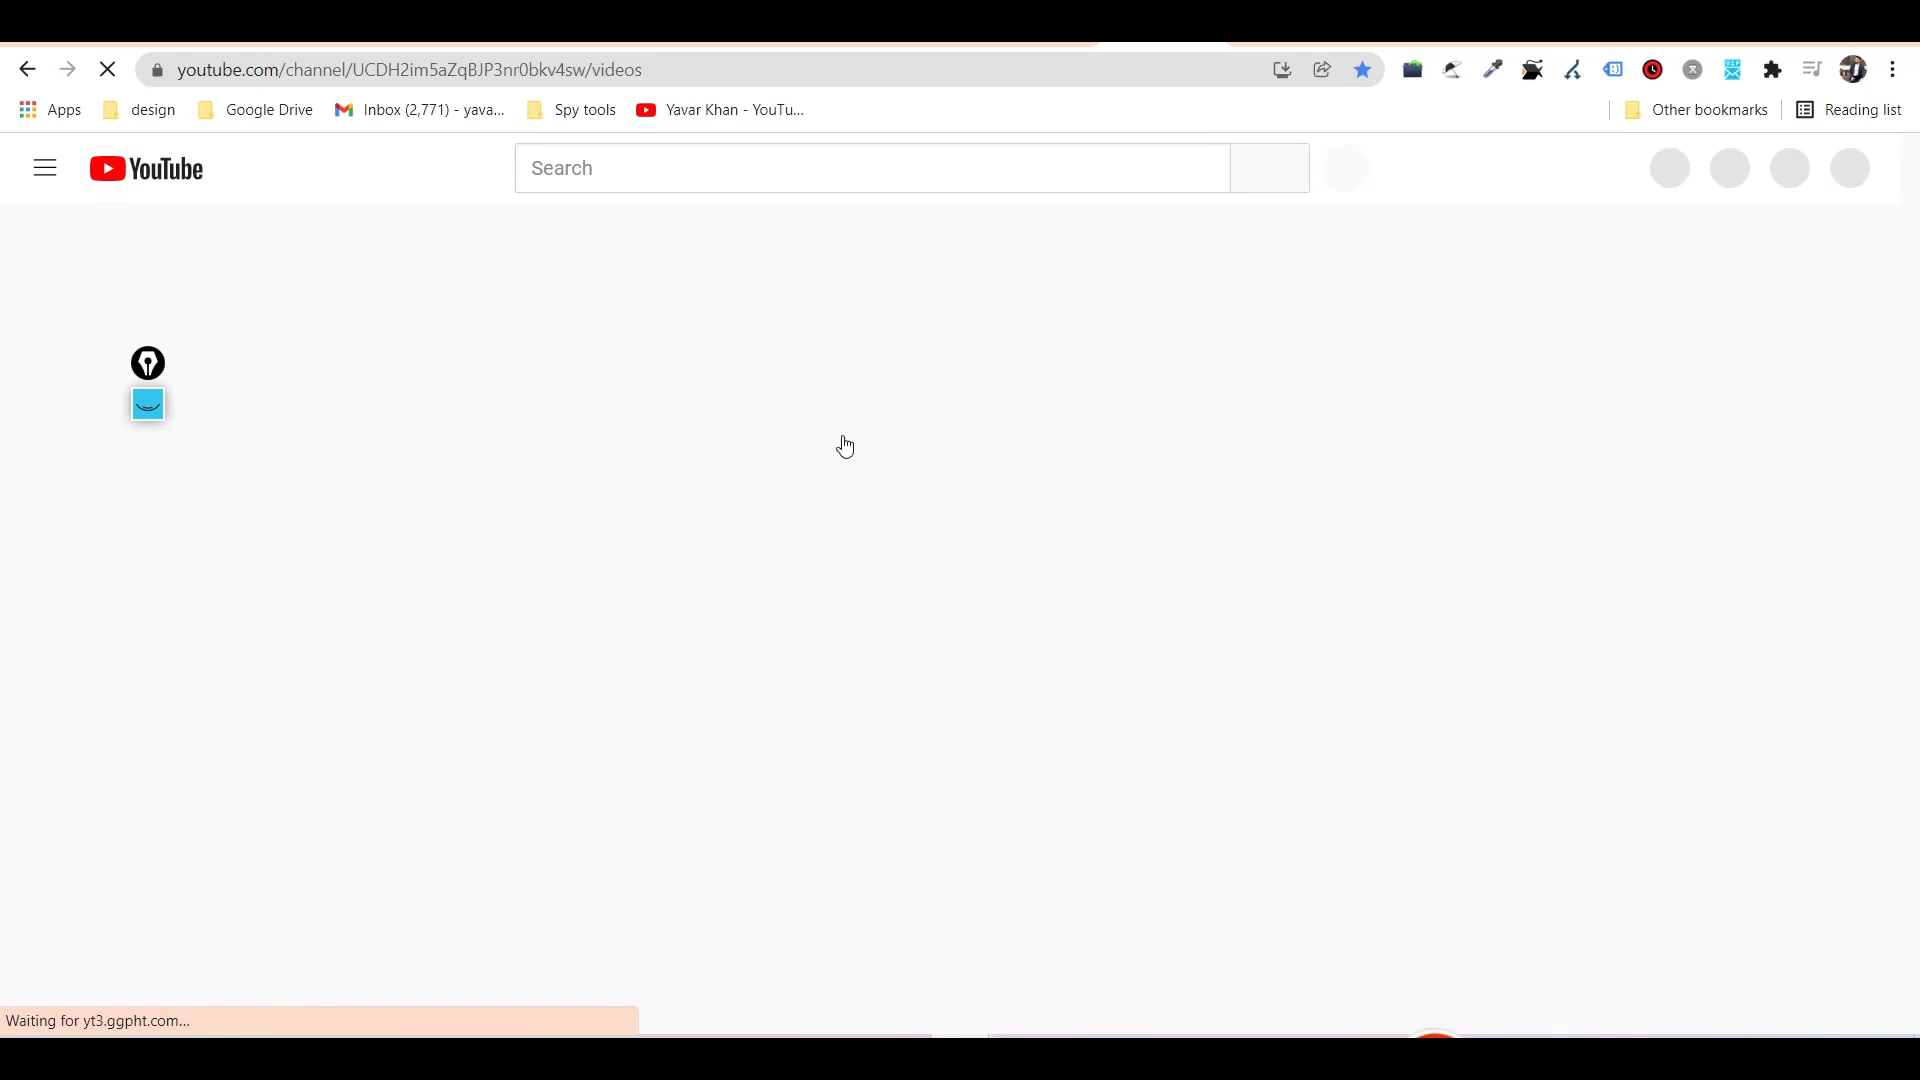 youtube.com/channel/UCDH2im5aZqBJP3nr0bkv4sw/videos
Apps design Google Drive Inbox (2,771) - yava... Spy tools Yavar Khan - YouTu... Other bookmarks Reading list
YouTube Search
Waiting for yt3.ggpht.com...